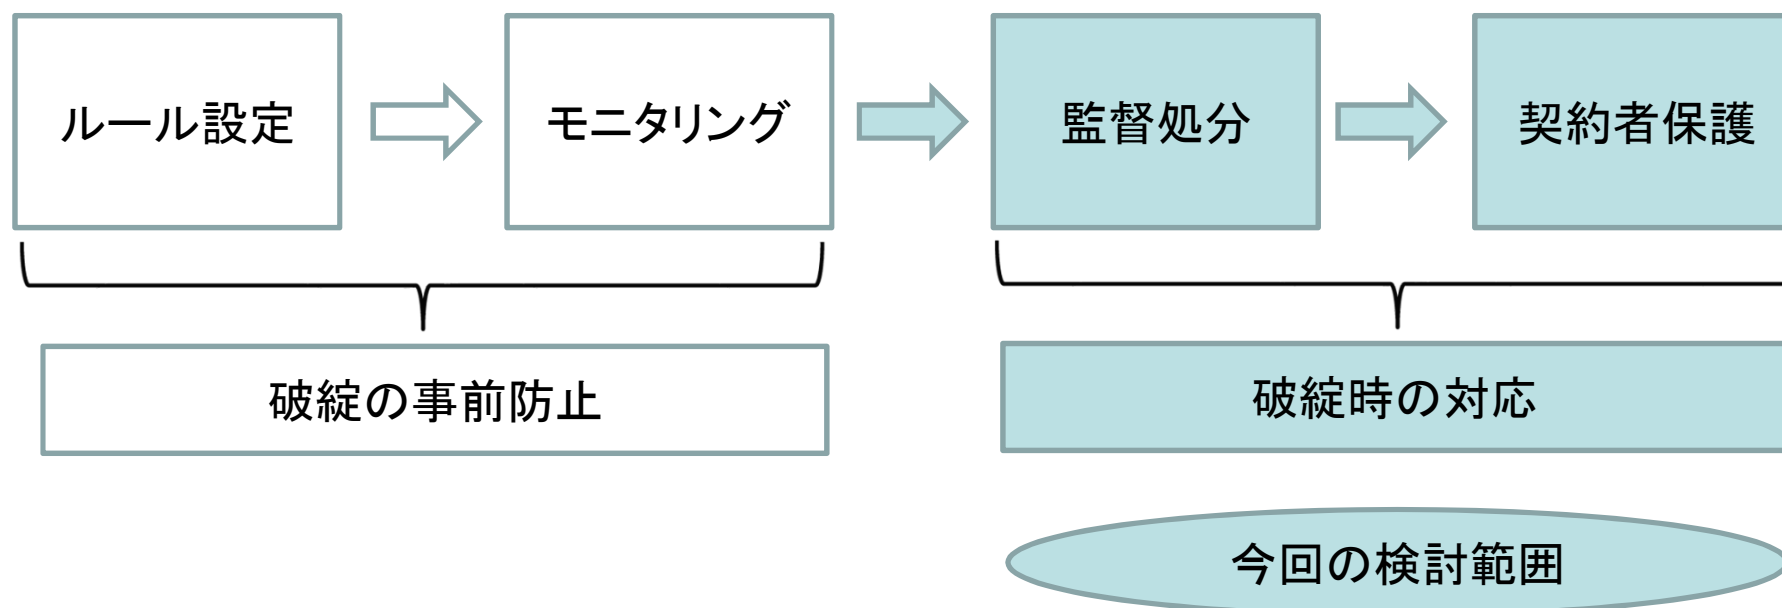 ルール設定
モニタリング
監督処分
契約者保護
破綻の事前防止
破綻時の対応
今回の検討範囲